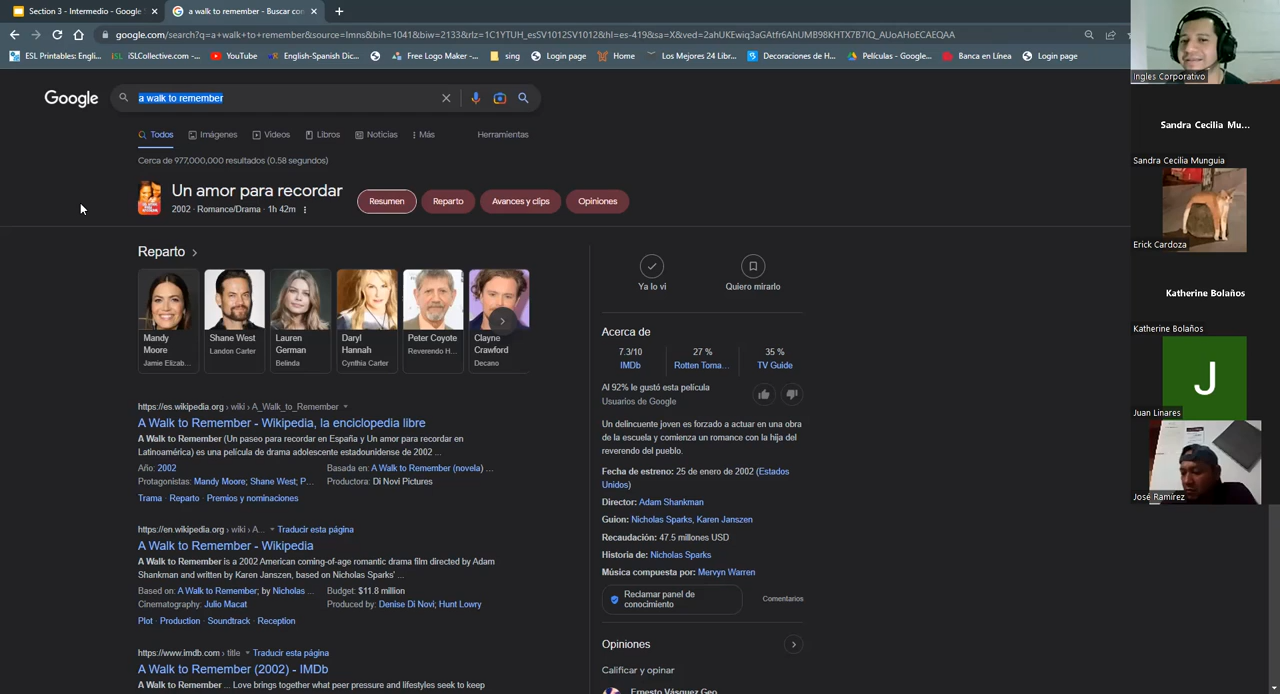 Section 3 - Intermedio - Google
a walk to remember - Buscar con
google.com/search?q=a+walk+to+remember&source=lmns&bih=1041&biw=2133&rlz=1C1YTUH_esSV1012SV1012&hl=es-419&sa=X&ved=
ESL Printables: Engli...
iSLCollective.com -...
YouTube
English-Spanish Dic...
Free Logo Maker -...
sing
Login page
Home
Los Mejores 24 Libr...
Decoraciones de H...
Películas - Google...
Banca en Línea
Login page
Google
a walk to remember
Todos
Imágenes
Videos
Libros
Noticias
Más
Herramientas
Cerca de 977,000,000 resultados (0.58 segundos)
Un amor para recordar
2002 · Romance/Drama · 1h 42m
Resumen
Reparto
Avances y clips
Opiniones
Reparto
Mandy Moore
Jamie Elizab...
Shane West
Landon Carter
Lauren German
Belinda
Daryl Hannah
Cynthia Carter
Peter Coyote
Reverendo H...
Clayne Crawford
Decano
https://es.wikipedia.org › wiki › A_Walk_to_Remember
A Walk to Remember - Wikipedia, la enciclopedia libre
A Walk to Remember (Un paseo para recordar en España y Un amor para recordar en
Latinoamérica) es una película de drama adolescente estadounidense de 2002 ...
Año: 2002
Basada en: A Walk to Remember (novela) ...
Protagonistas: Mandy Moore; Shane West; P...
Productora: Di Novi Pictures
Trama · Reparto · Premios y nominaciones
https://en.wikipedia.org › wiki › A...
Traducir esta página
A Walk to Remember - Wikipedia
A Walk to Remember is a 2002 American coming-of-age romantic drama film directed by Adam
Shankman and written by Karen Janszen, based on Nicholas Sparks' ...
Based on: A Walk to Remember; by Nicholas ...
Budget: $11.8 million
Cinematography: Julio Macat
Produced by: Denise Di Novi; Hunt Lowry
Plot · Production · Soundtrack · Reception
https://www.imdb.com › title
Traducir esta página
A Walk to Remember (2002) - IMDb
A Walk to Remember ... Love brings together what peer pressure and lifestyles seek to keep
Ya lo vi
Quiero mirarlo
Acerca de
7.3/10
IMDb
27 %
Rotten Toma...
35 %
TV Guide
Al 92% le gustó esta película
Usuarios de Google
Un delincuente joven es forzado a actuar en una obra
de la escuela y comienza un romance con la hija del
reverendo del pueblo.
Fecha de estreno: 25 de enero de 2002 (Estados
Unidos)
Director: Adam Shankman
Guion: Nicholas Sparks, Karen Janszen
Recaudación: 47.5 millones USD
Historia de: Nicholas Sparks
Música compuesta por: Mervyn Warren
Reclamar panel de
conocimiento
Comentarios
Opiniones
Calificar y opinar
Ernesto Vásquez Geo
Ingles Corporativo
Sandra Cecilia Mu...
Sandra Cecilia Munguia
Erick Cardoza
Katherine Bolaños
Katherine Bolaños
J
Juan Linares
José Ramírez